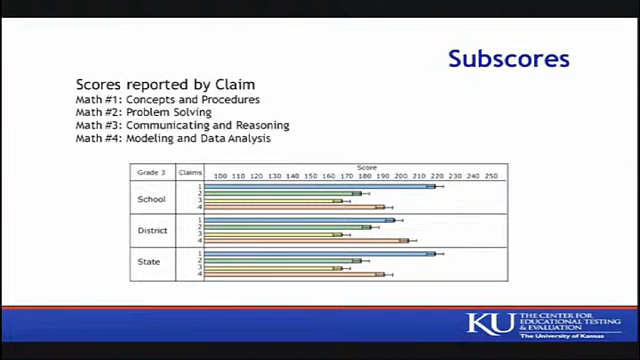 Subscores
Scores reported by Claim
Math #1: Concepts and Procedures
Math #2: Problem Solving
Math #3: Communicating and Reasoning
Math #4: Modeling and Data Analysis
Grade 3 Claims Score
100 110 120 130 140 150 160 170 180 190 200 210 220 230 240 250
School 1 2 3 4
District 1 2 3 4
State 1 2 3 4
KU THE CENTER FOR
EDUCATIONAL TESTING
& EVALUATION
The University of Kansas